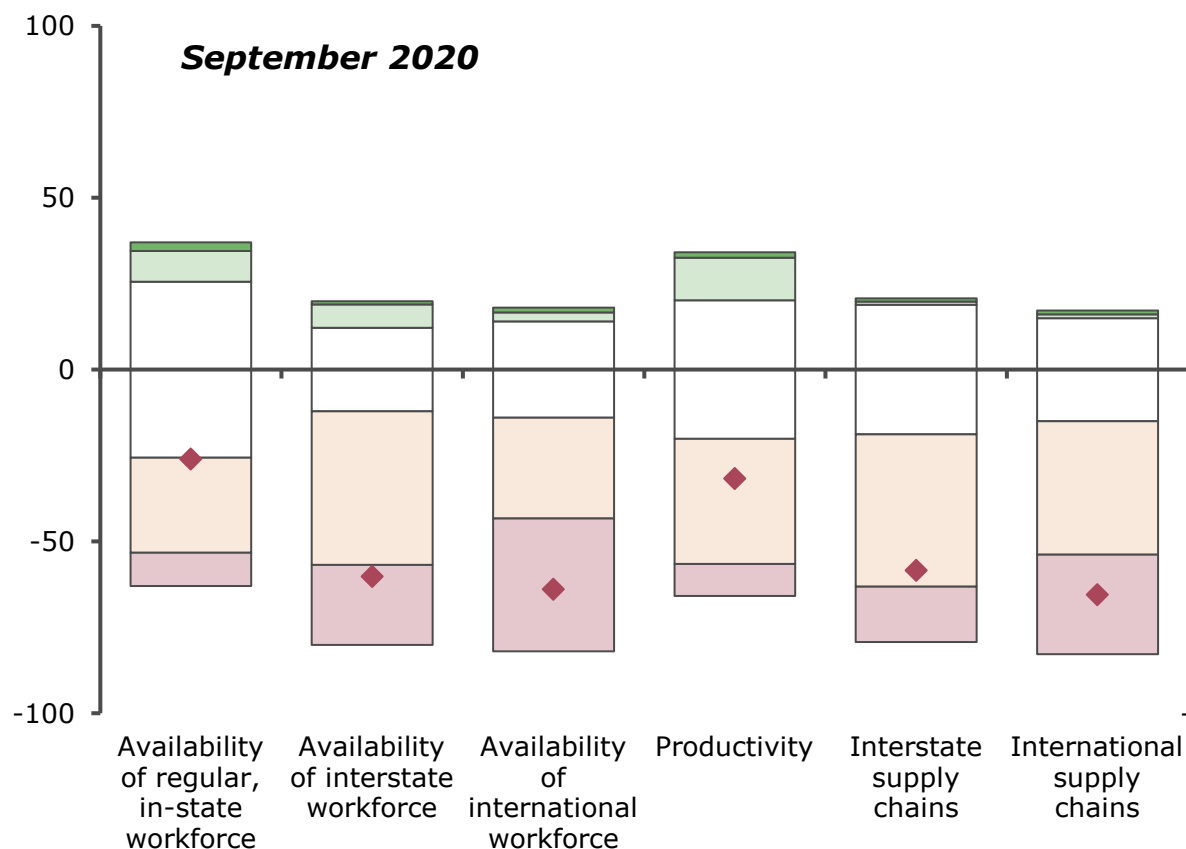 100
September 2020
50
0
-50
-100
-
Availability
of regular,
in-state
workforce
Availability
of interstate
workforce
Availability
of
international
workforce
Productivity
Interstate
supply
chains
International
supply
chains